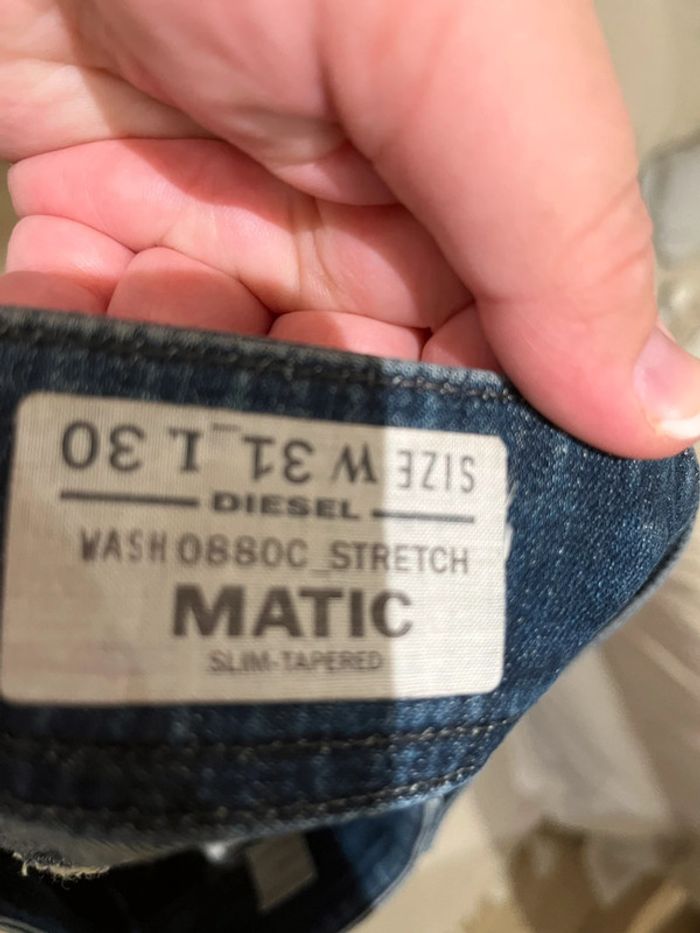 SIZE W 31_L 30
DIESEL
WASH 0880C_STRETCH
MATIC
SLIM-TAPERED